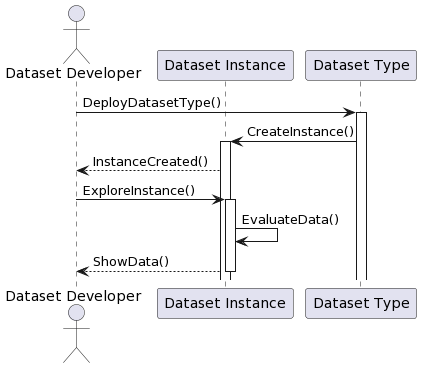 Dataset Developer
Dataset Instance
Dataset Type
DeployDatasetType()
CreateInstance()
InstanceCreated()
ExploreInstance()
EvaluateData()
ShowData()
Dataset Developer
Dataset Instance
Dataset Type